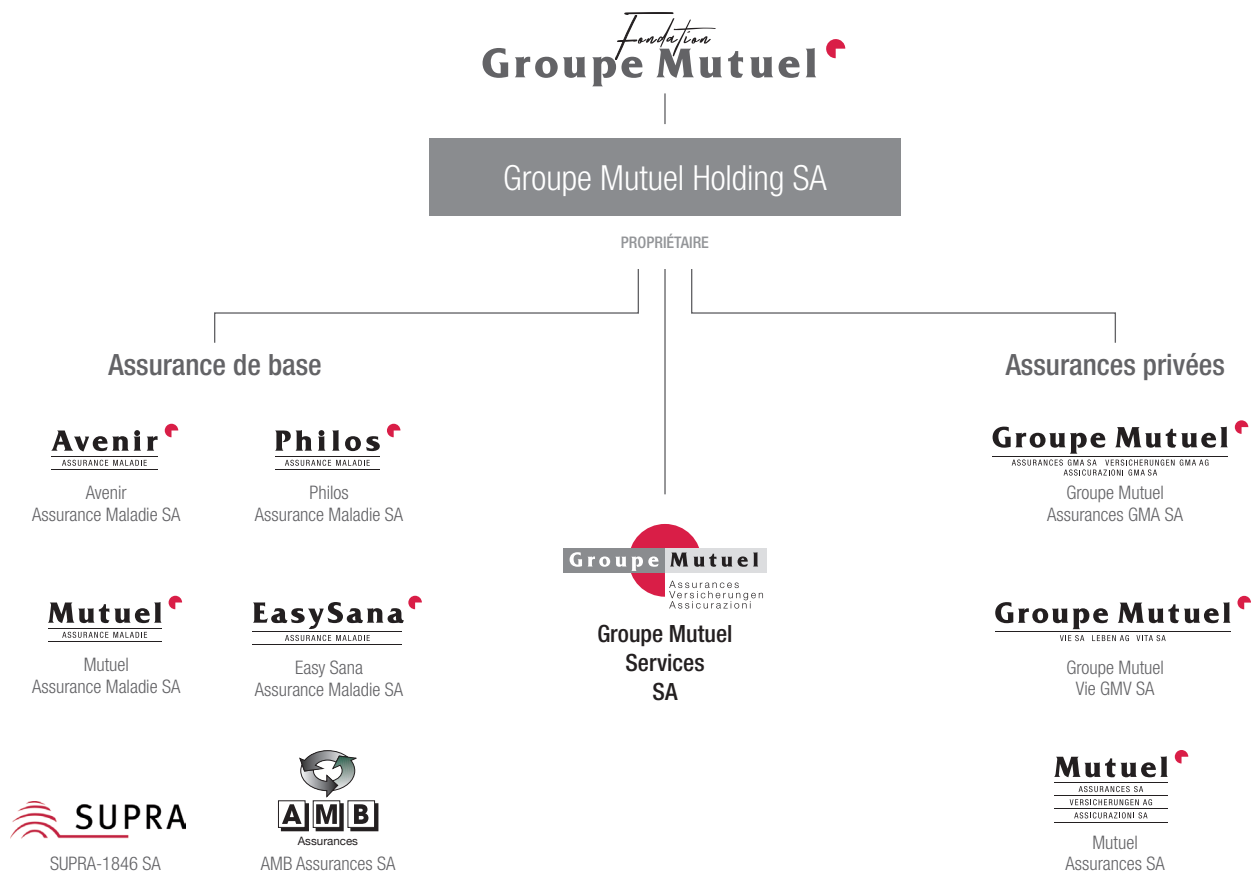 Fondation
Groupe Mutuel
Groupe Mutuel Holding SA
PROPRIÉTAIRE
Assurance de base
Avenir
ASSURANCE MALADIE
Avenir
Assurance Maladie SA
Philos
ASSURANCE MALADIE
Philos
Assurance Maladie SA
Mutuel
ASSURANCE MALADIE
Mutuel
Assurance Maladie SA
EasySana
ASSURANCE MALADIE
Easy Sana
Assurance Maladie SA
SUPRA
SUPRA-1846 SA
AMB
Assurances
AMB Assurances SA
Groupe Mutuel
Assurances
Versicherungen
Assicurazioni
Groupe Mutuel
Services
SA
Assurances privées
Groupe Mutuel
ASSURANCES GMA SA VERSICHERUNGEN GMA AG
ASSICURAZIONI GMA SA
Groupe Mutuel
Assurances GMA SA
Groupe Mutuel
VIE SA LEBEN AG VITA SA
Groupe Mutuel
Vie GMV SA
Mutuel
ASSURANCES SA
VERSICHERUNGEN AG
ASSICURAZIONI SA
Mutuel
Assurances SA